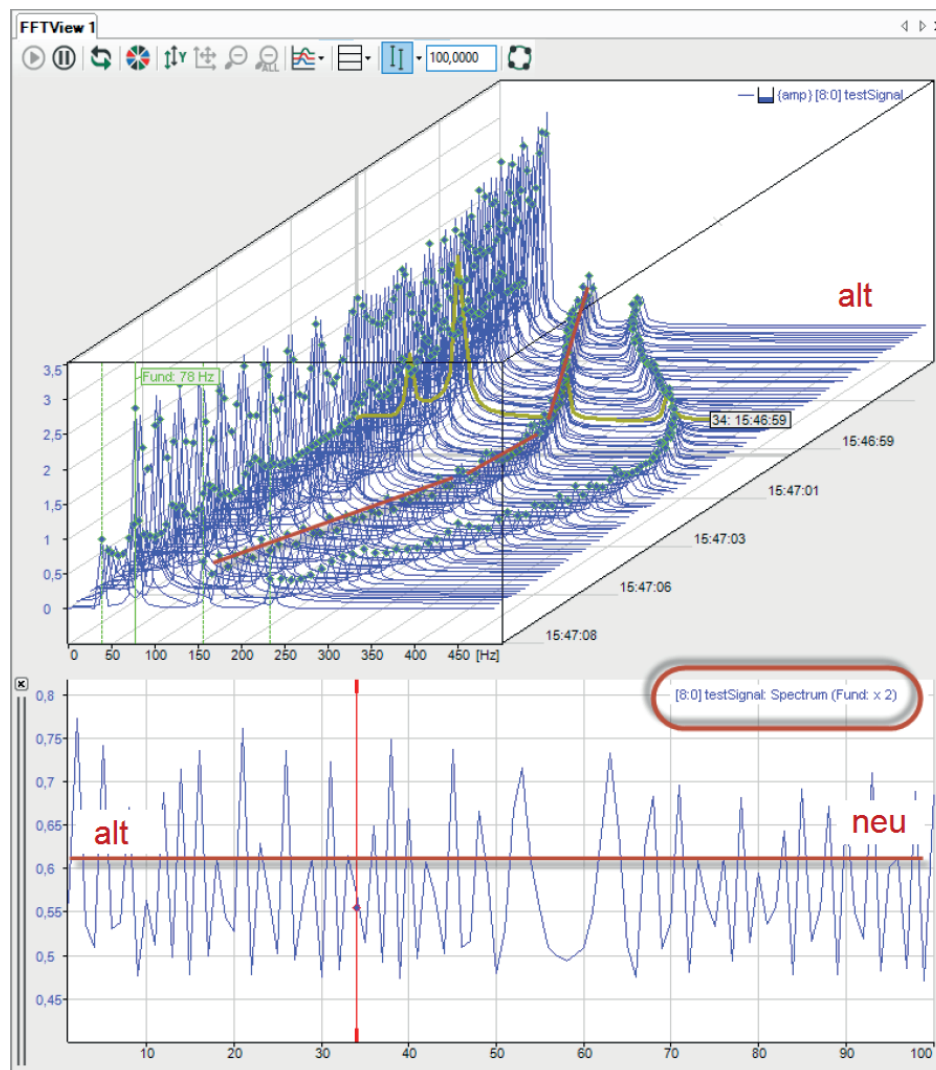 FFTView 1
ALL
100,0000
{amp} [8:0] testSignal
alt
3,5
Fund: 78 Hz
3
2,5
34: 15:46:59
15:46:59
2
15:47:01
1,5
15:47:03
1
0,5
15:47:06
0
15:47:08
0 50 100 150 200 250 300 350 400 450 [Hz]
0,8
[8:0] testSignal: Spectrum (Fund: x 2)
0,75
0,7
0,65
alt
neu
0,6
0,55
0,5
0,45
10 20 30 40 50 60 70 80 90 100